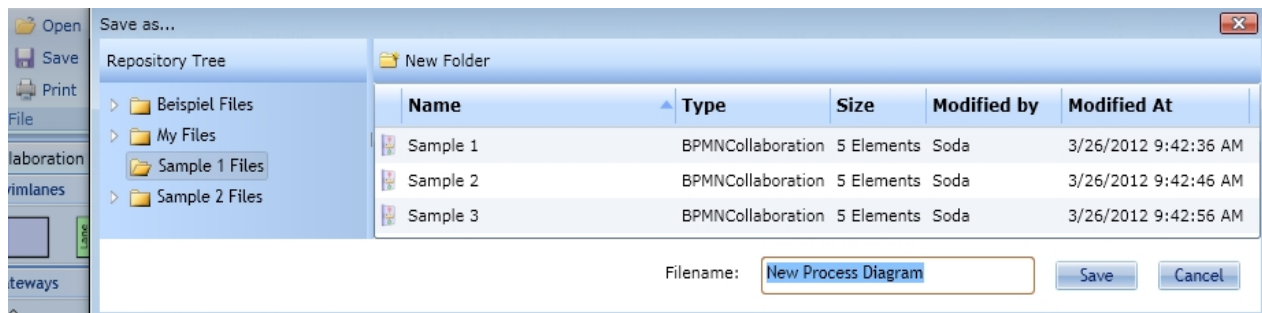 Open
Save
Print
File
laboration
vimlanes
Lane
teways
Save as...
Repository Tree
Beispiel Files
My Files
Sample 1 Files
Sample 2 Files
New Folder
Name Type Size Modified by Modified At
Sample 1 BPMNCollaboration 5 Elements Soda 3/26/2012 9:42:36 AM
Sample 2 BPMNCollaboration 5 Elements Soda 3/26/2012 9:42:46 AM
Sample 3 BPMNCollaboration 5 Elements Soda 3/26/2012 9:42:56 AM
Filename: New Process Diagram Save Cancel